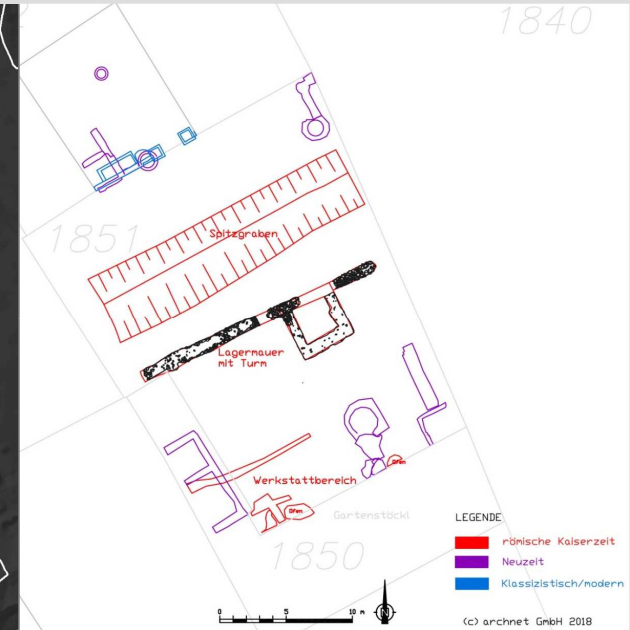 1840
1851
Spitzgraben
Lagermauer
mit Turm
Ofen
Werkstattbereich
Ofen
Gartenstöckl
1850
LEGENDE
römische Kaiserzeit
Neuzeit
Klassizistisch/modern
0 5 10 m
N
(c) archnet GmbH 2018